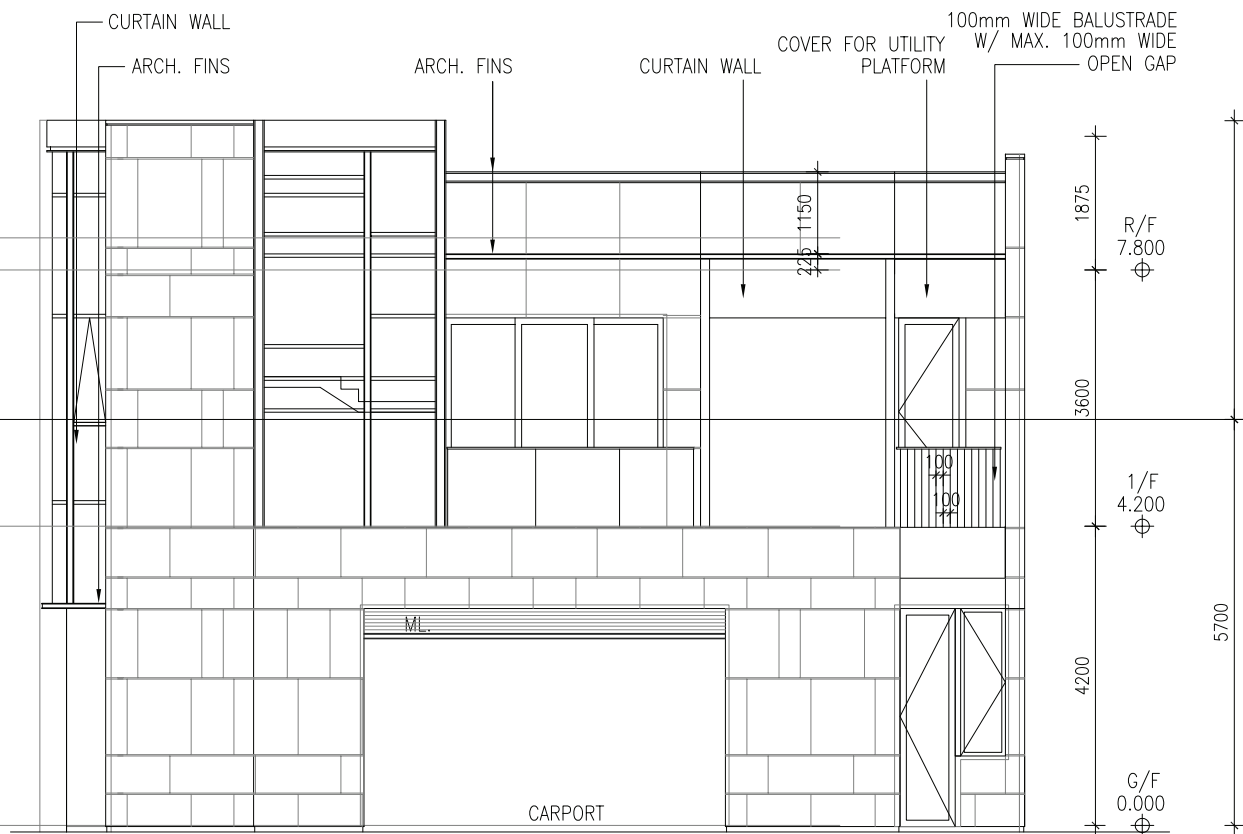 CURTAIN WALL
ARCH. FINS
ARCH. FINS
CURTAIN WALL
COVER FOR UTILITY
PLATFORM
100mm WIDE BALUSTRADE
W/ MAX. 100mm WIDE
OPEN GAP
1150
225
1875
R/F
7.800
3600
100
100
1/F
4.200
5700
4200
ML.
CARPORT
G/F
0.000